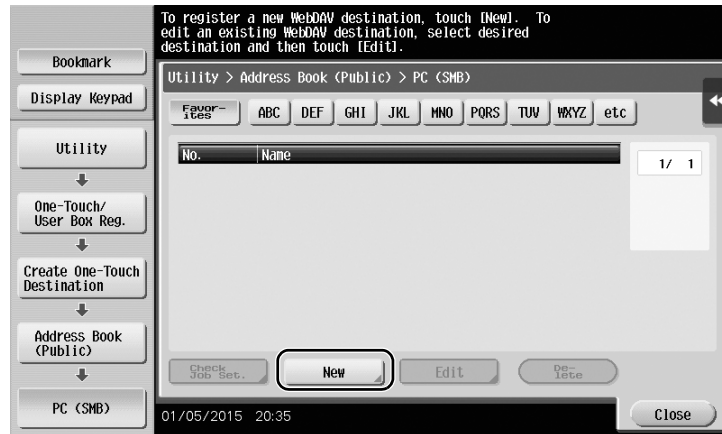 To register a new WebDAV destination, touch [New].  To
edit an existing WebDAV destination, select desired
destination and then touch [Edit].
Bookmark
Display Keypad
Utility
One-Touch/
User Box Reg.
Create One-Touch
Destination
Address Book
(Public)
PC (SMB)
Utility > Address Book (Public) > PC (SMB)
Favor-
ites
ABC DEF GHI JKL MNO PQRS TUV WXYZ etc
No. Name
1/ 1
Check
Job Set.
New
Edit
De-
lete
01/05/2015 20:35
Close